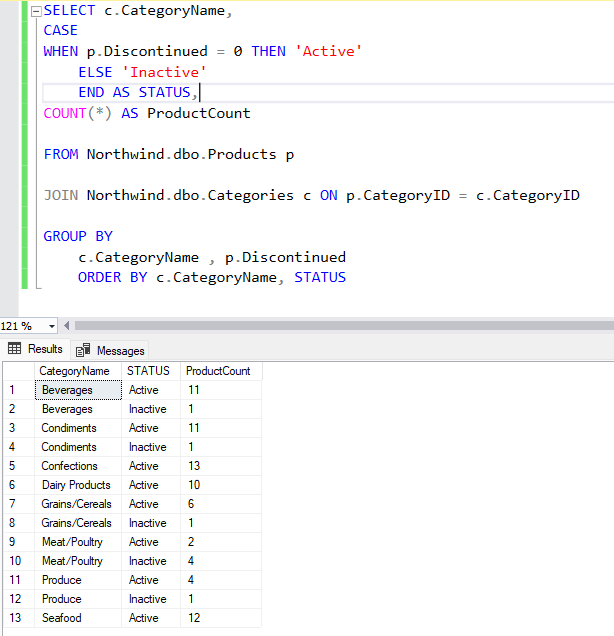 SELECT c.CategoryName,
CASE
WHEN p.Discontinued = 0 THEN 'Active'
ELSE 'Inactive'
END AS STATUS,
COUNT(*) AS ProductCount
FROM Northwind.dbo.Products p
JOIN Northwind.dbo.Categories c ON p.CategoryID = c.CategoryID
GROUP BY
c.CategoryName , p.Discontinued
ORDER BY c.CategoryName, STATUS
121 %
Results Messages
CategoryName STATUS ProductCount
1 Beverages Active 11
2 Beverages Inactive 1
3 Condiments Active 11
4 Condiments Inactive 1
5 Confections Active 13
6 Dairy Products Active 10
7 Grains/Cereals Active 6
8 Grains/Cereals Inactive 1
9 Meat/Poultry Active 2
10 Meat/Poultry Inactive 4
11 Produce Active 4
12 Produce Inactive 1
13 Seafood Active 12